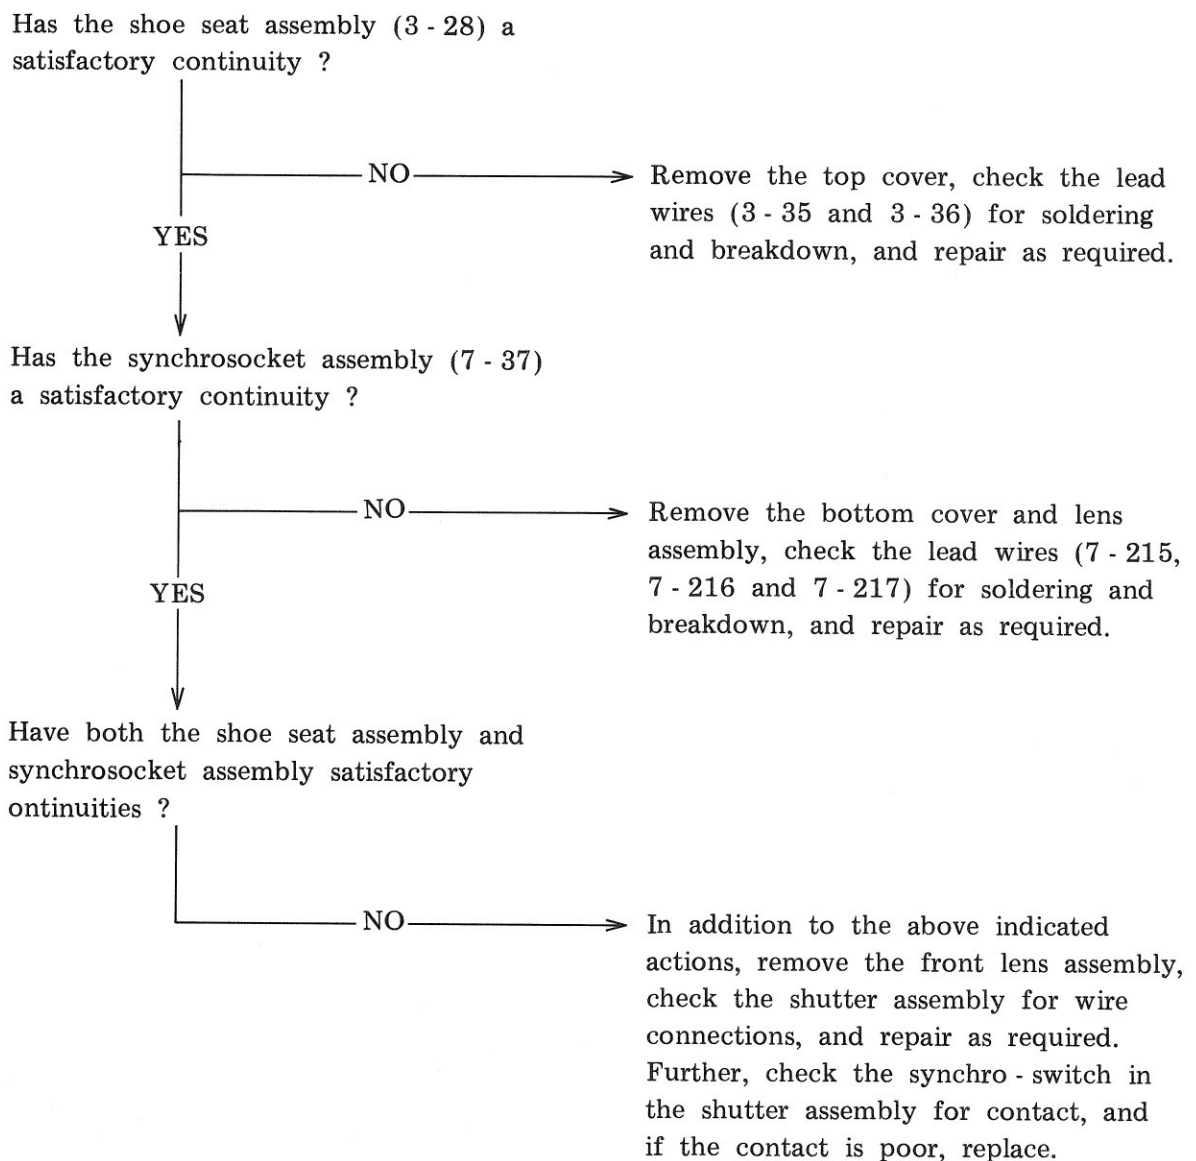 Has the shoe seat assembly (3 - 28) a
satisfactory continuity ?
NO
Remove the top cover, check the lead
wires (3 - 35 and 3 - 36) for soldering
and breakdown, and repair as required.
YES
Has the synchrosocket assembly (7 - 37)
a satisfactory continuity ?
NO
Remove the bottom cover and lens
assembly, check the lead wires (7 - 215,
7 - 216 and 7 - 217) for soldering and
breakdown, and repair as required.
YES
Have both the shoe seat assembly and
synchrosocket assembly satisfactory
ontinuities ?
NO
In addition to the above indicated
actions, remove the front lens assembly,
check the shutter assembly for wire
connections, and repair as required.
Further, check the synchro - switch in
the shutter assembly for contact, and
if the contact is poor, replace.